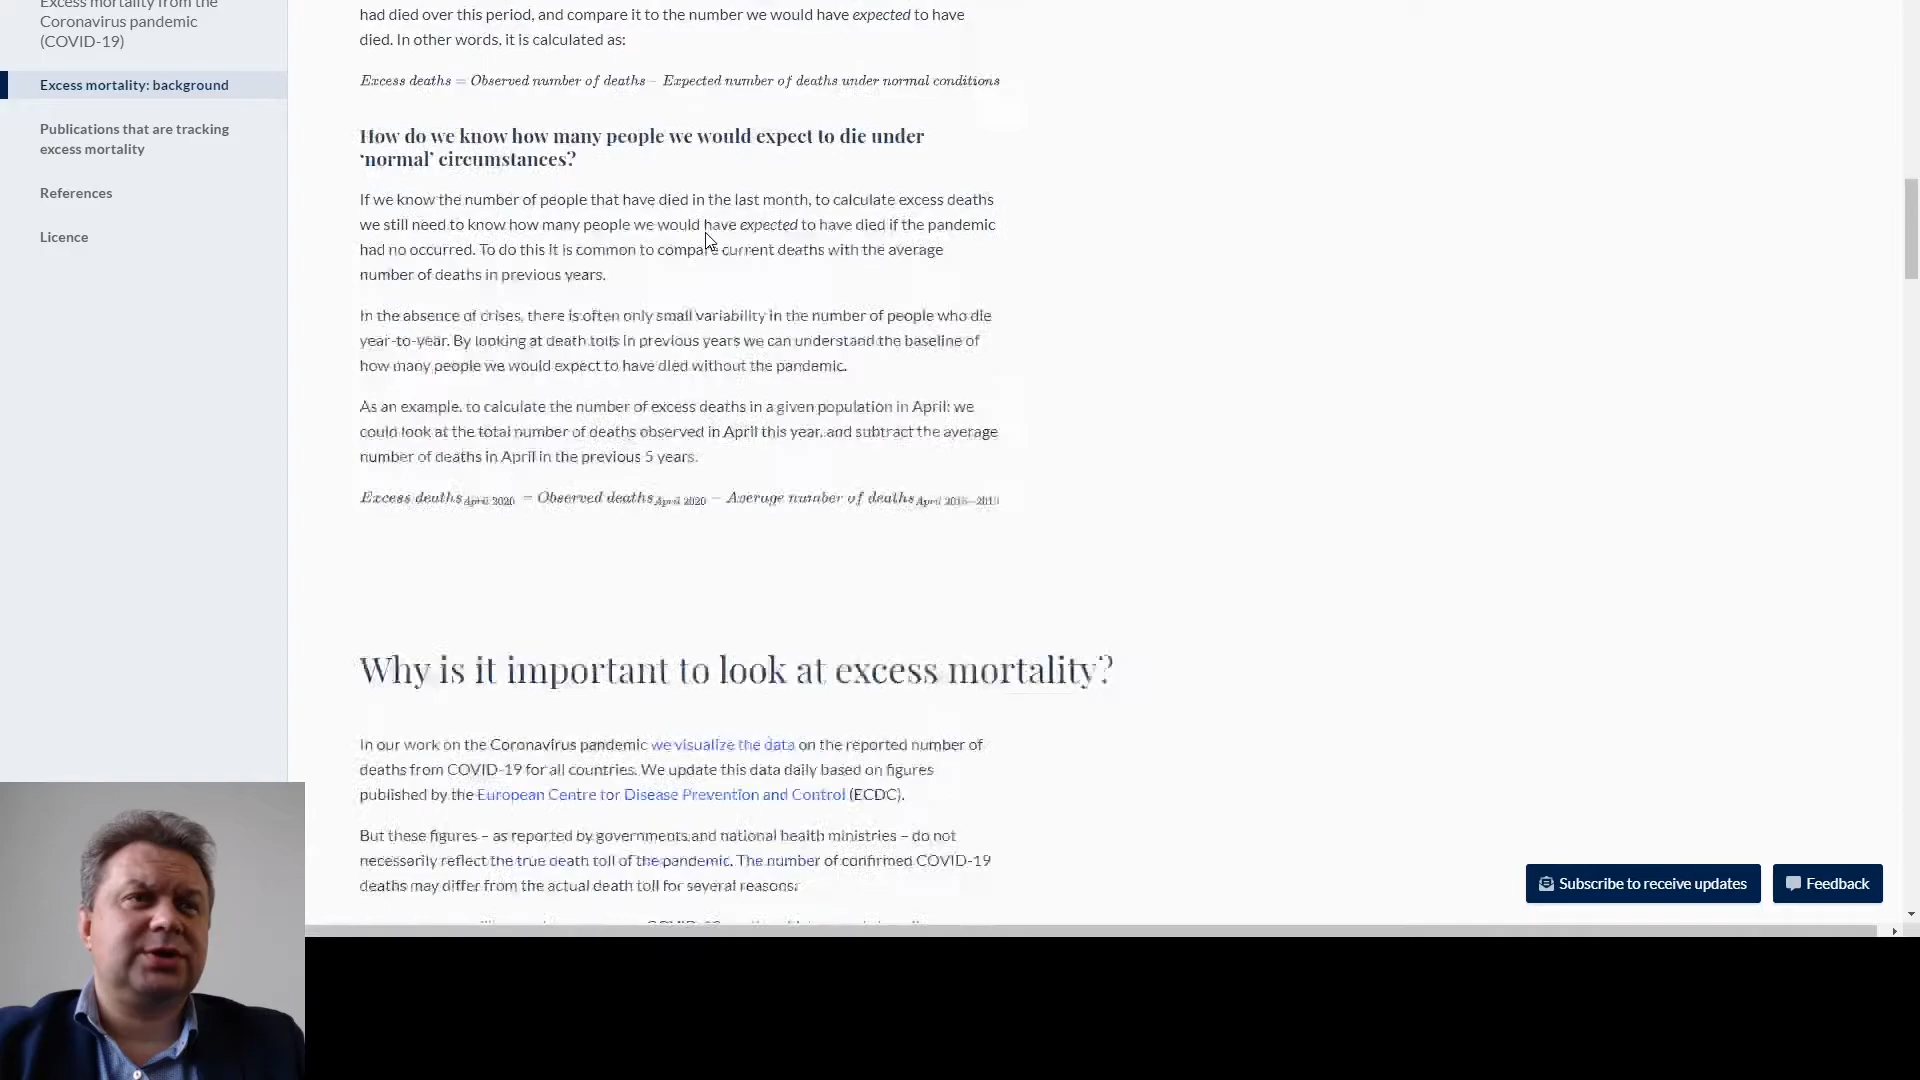 Excess mortality from the
Coronavirus pandemic
(COVID-19)
Excess mortality: background
Publications that are tracking
excess mortality
References
Licence
had died over this period, and compare it to the number we would have expected to have
died. In other words, it is calculated as:
Excess deaths = Observed number of deaths – Expected number of deaths under normal conditions
How do we know how many people we would expect to die under
‘normal’ circumstances?
If we know the number of people that have died in the last month, to calculate excess deaths
we still need to know how many people we would have expected to have died if the pandemic
had no occurred. To do this it is common to compare current deaths with the average
number of deaths in previous years.
In the absence of crises, there is often only small variability in the number of people who die
year-to-year. By looking at death tolls in previous years we can understand the baseline of
how many people we would expect to have died without the pandemic.
As an example, to calculate the number of excess deaths in a given population in April: we
could look at the total number of deaths observed in April this year, and subtract the average
number of deaths in April in the previous 5 years.
Excess deaths April 2020 = Observed deaths April 2020 – Average number of deaths April 2015–2019
Why is it important to look at excess mortality?
In our work on the Coronavirus pandemic we visualize the data on the reported number of
deaths from COVID-19 for all countries. We update this data daily based on figures
published by the European Centre for Disease Prevention and Control (ECDC).
But these figures – as reported by governments and national health ministries – do not
necessarily reflect the true death toll of the pandemic. The number of confirmed COVID-19
deaths may differ from the actual death toll for several reasons:
Subscribe to receive updates
Feedback